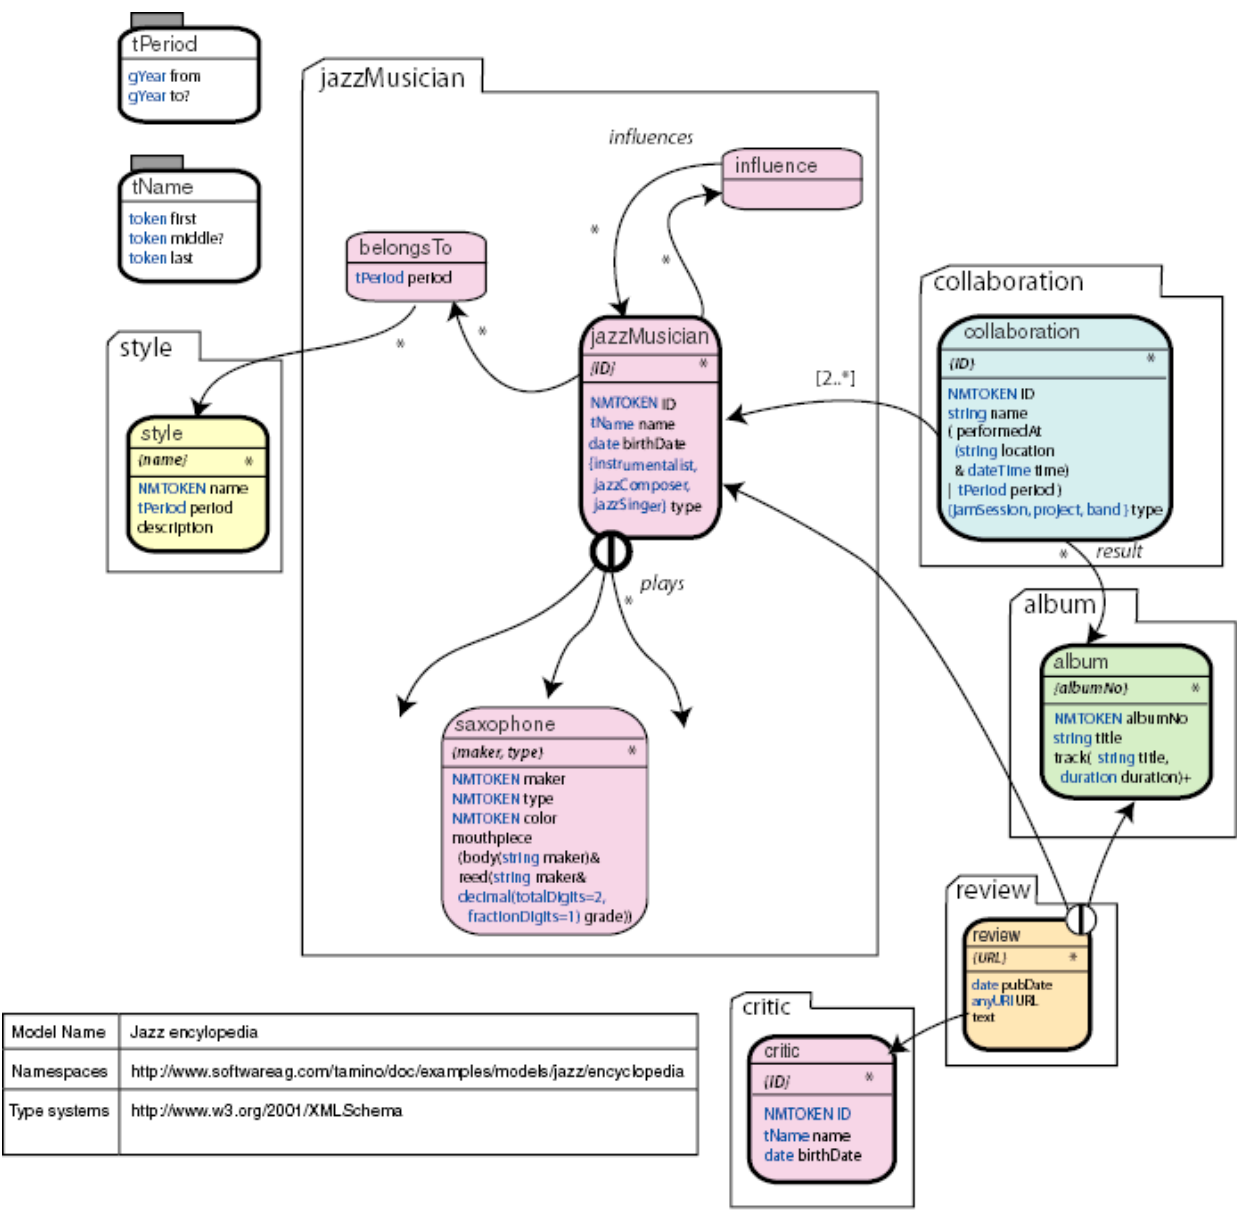 tPeriod
gYear from
gYear to?
tName
token first
token middle?
token last
jazzMusician
influences
influence
*
*
belongsTo
tPeriod period
*
*
style
style
{name} *
NMTOKEN name
tPeriod period
description
jazzMusician
{ID} *
NMTOKEN ID
tName name
date birthDate
{instrumentalist,
jazzComposer,
jazzSinger} type
plays
*
saxophone
{maker, type} *
NMTOKEN maker
NMTOKEN type
NMTOKEN color
mouthpiece
(body(string maker)&
reed(string maker&
decimal(totalDigits=2,
fractionDigits=1) grade))
[2..*]
collaboration
collaboration
{ID} *
NMTOKEN ID
string name
( performedAt
(string location
& dateTime time)
| tPeriod period )
{jamSession, project, band } type
* result
album
album
{albumNo} *
NMTOKEN albumNo
string title
track( string title,
duration duration)+
review
review
{URL} *
date pubDate
anyURI URL
text
critic
critic
{ID} *
NMTOKEN ID
tName name
date birthDate
Model Name Jazz encylopedia
Namespaces http://www.softwareag.com/tamino/doc/examples/models/jazz/encyclopedia
Type systems http://www.w3.org/2001/XMLSchema